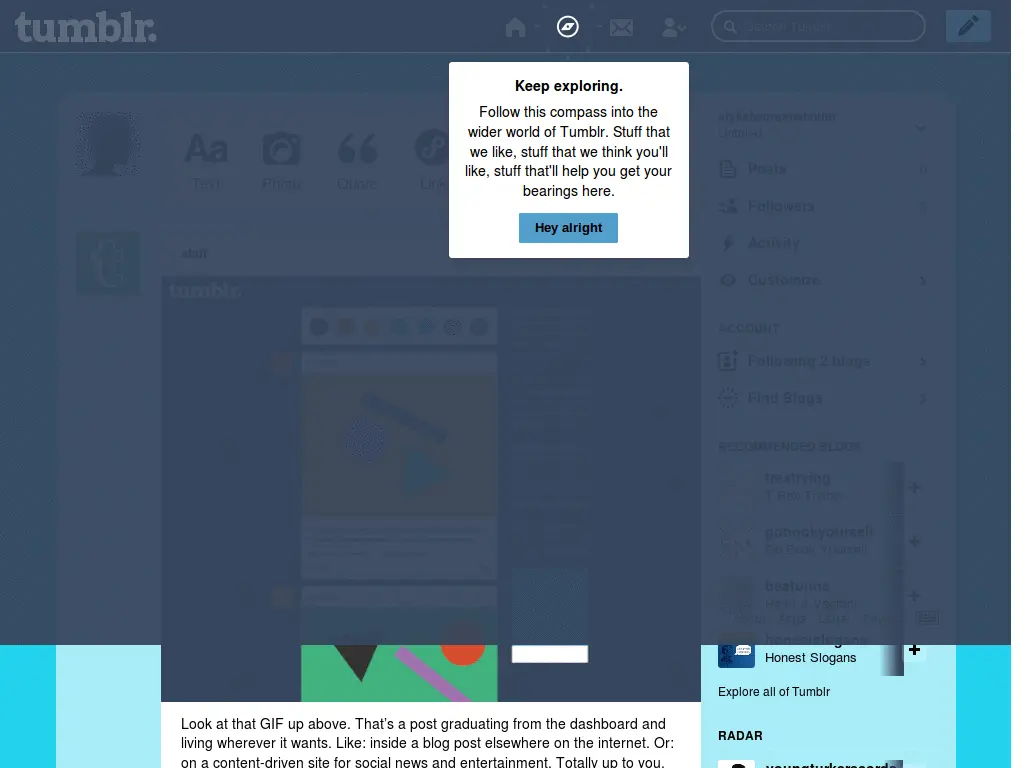 tumblr.
Search Tumblr
Keep exploring.
Follow this compass into the
wider world of Tumblr. Stuff that
we like, stuff that we think you'll
like, stuff that'll help you get your
bearings here.
Hey alright
Aa
Text
Photo
Quote
Link
Untitled
Posts
Followers
Activity
Customize
ACCOUNT
Following 2 blogs
Find Blogs
RECOMMENDED BLOGS
staff
tumblr.
Honest Slogans
Explore all of Tumblr
RADAR
youngturksrecords
Look at that GIF up above. That’s a post graduating from the dashboard and
living wherever it wants. Like: inside a blog post elsewhere on the internet. Or:
on a content-driven site for social news and entertainment. Totally up to you.